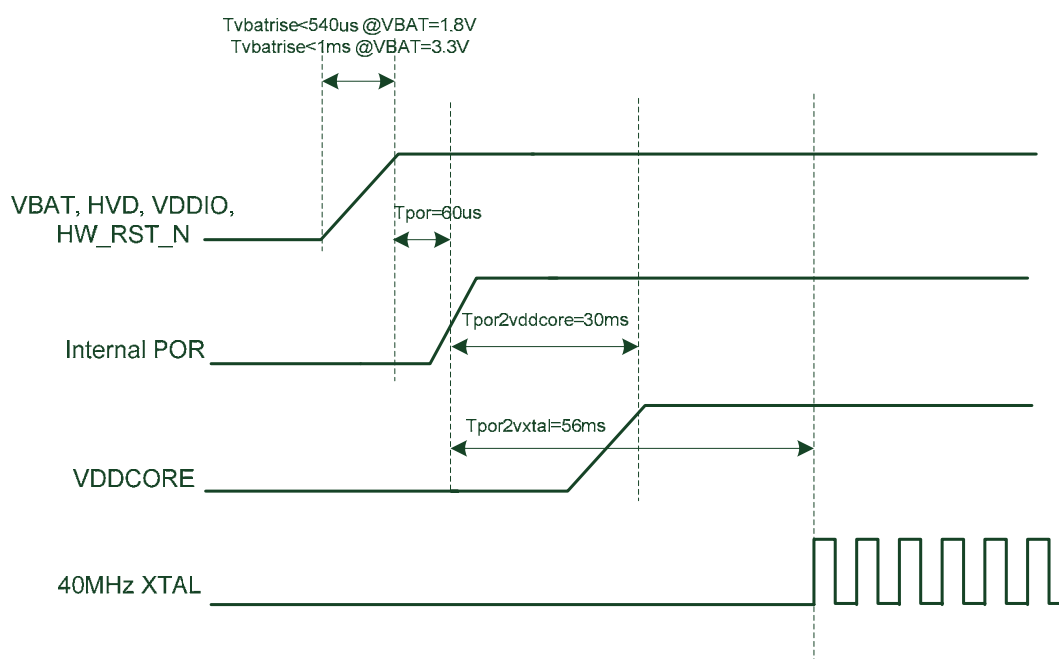 Tvbatrise<540us @VBAT=1.8V
Tvbatrise<1ms @VBAT=3.3V
VBAT, HVD, VDDIO,
HW_RST_N
Tpor=60us
Internal POR
Tpor2vddcore=30ms
Tpor2vxtal=56ms
VDDCORE
40MHz XTAL